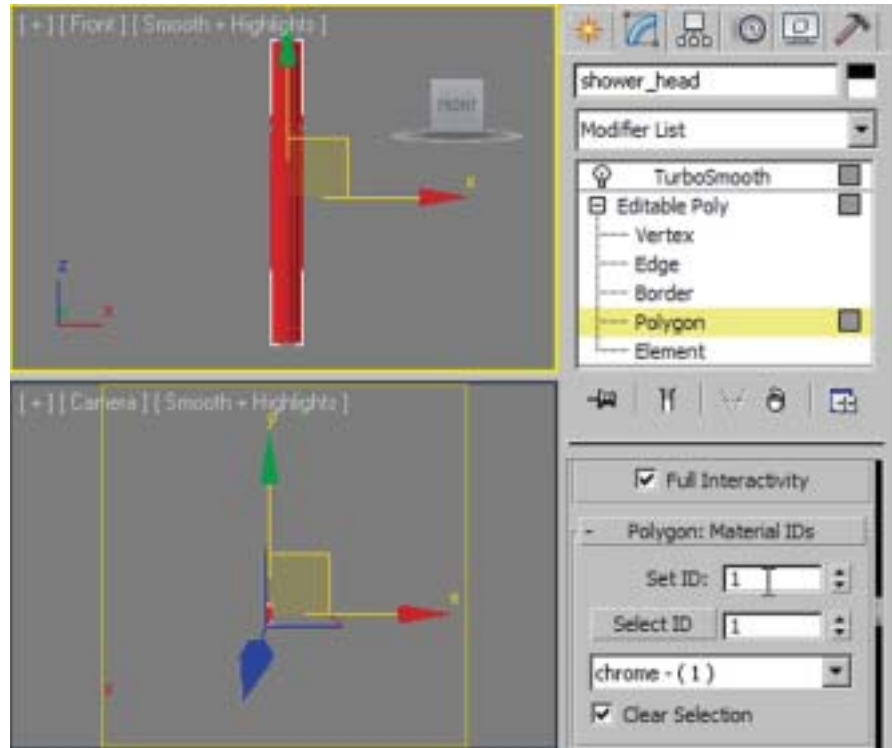 [ + ] [ Front ] [ Smooth + Highlights ]
FRONT
x
z
x
[ + ] [ Camera ] [ Smooth + Highlights ]
y
x
shower_head
Modifier List
TurboSmooth
Editable Poly
Vertex
Edge
Border
Polygon
Element
Full Interactivity
- Polygon: Material IDs
Set ID: 1
Select ID 1
chrome - ( 1 )
Clear Selection